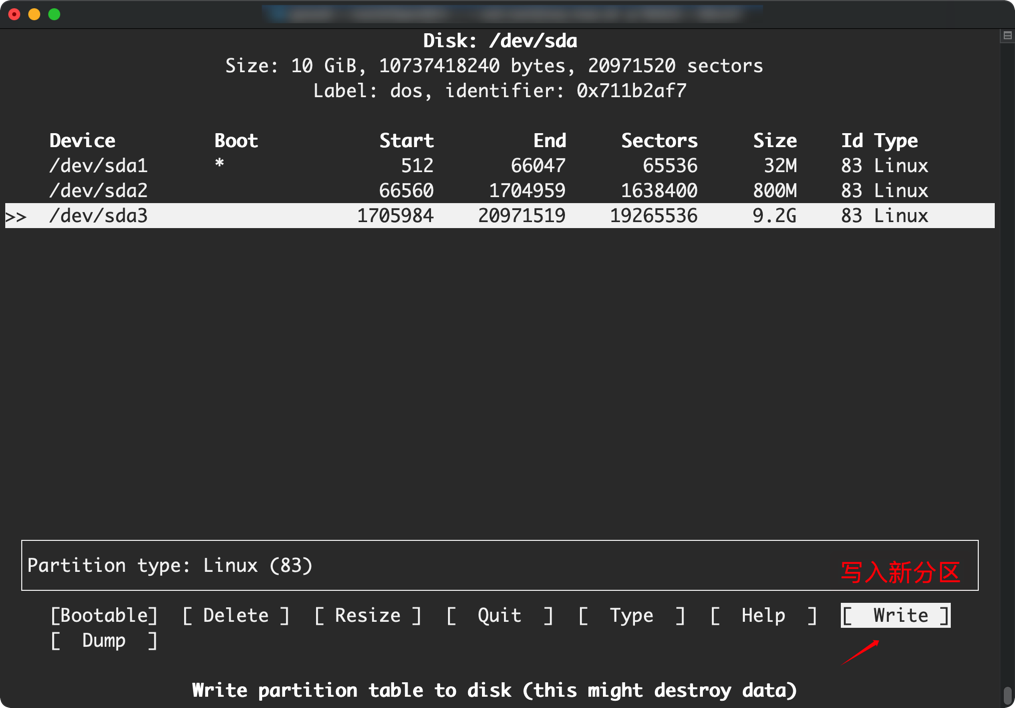 Disk: /dev/sda
Size: 10 GiB, 10737418240 bytes, 20971520 sectors
Label: dos, identifier: 0x711b2af7
Device Boot Start End Sectors Size Id Type
/dev/sda1 * 512 66047 65536 32M 83 Linux
/dev/sda2 66560 1704959 1638400 800M 83 Linux
>> /dev/sda3 1705984 20971519 19265536 9.2G 83 Linux
Partition type: Linux (83)
写入新分区
[Bootable] [ Delete ] [ Resize ] [ Quit ] [ Type ] [ Help ] [ Write ]
[ Dump ]
Write partition table to disk (this might destroy data)